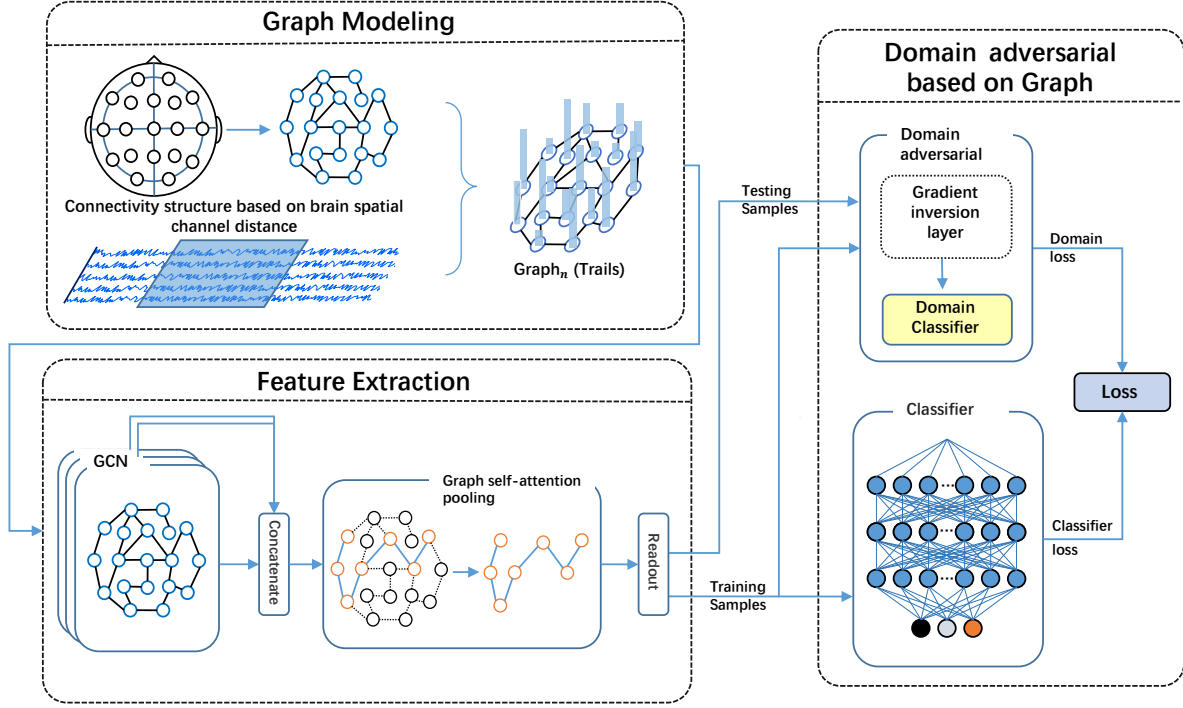 Graph Modeling
Connectivity structure based on brain spatial
channel distance
Graphₙ (Trails)
Feature Extraction
GCN
Concatenate
Graph self-attention
pooling
Readout
Testing
Samples
Training
Samples
Domain adversarial
based on Graph
Domain
adversarial
Gradient
inversion
layer
Domain
Classifier
Domain
loss
Loss
Classifier
Classifier
loss